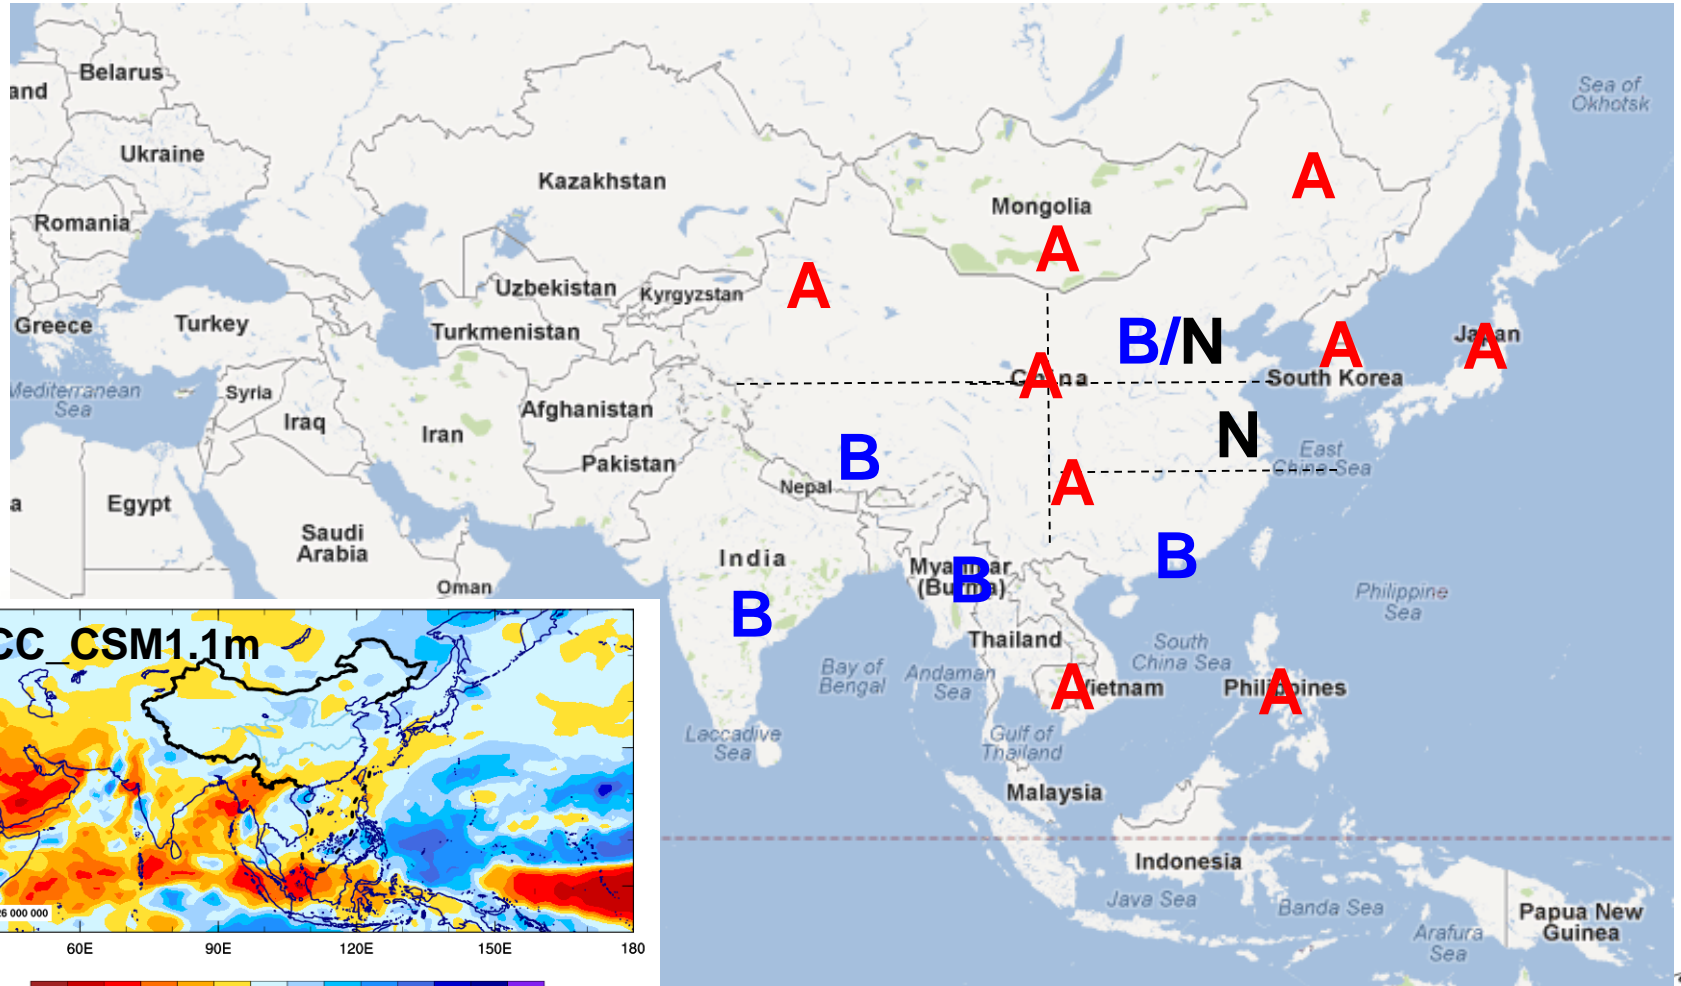 Belarus
and
Sea of
Okhotsk
Ukraine
Kazakhstan
A
Mongolia
Romania
A
A
Uzbekistan
Kyrgyzstan
Greece
Turkey
Turkmenistan
B/N
A
Japan
A
Mediterranean
Sea
Syria
China
A
South Korea
Afghanistan
Iraq
Iran
N
East
China Sea
Pakistan
B
Nepal
A
a
Egypt
Saudi
Arabia
India
B
Myanmar
(Burma)
B
Oman
Philippine
Sea
B
Thailand
South
China Sea
CC_CSM1.1m
Bay of
Bengal
Andaman
Sea
A
Vietnam
Philippines
A
Laccadive
Sea
Gulf of
Thailand
Malaysia
Indonesia
Java Sea
Banda Sea
Papua New
Guinea
Arafura
Sea
26 000 000
60E
90E
120E
150E
180